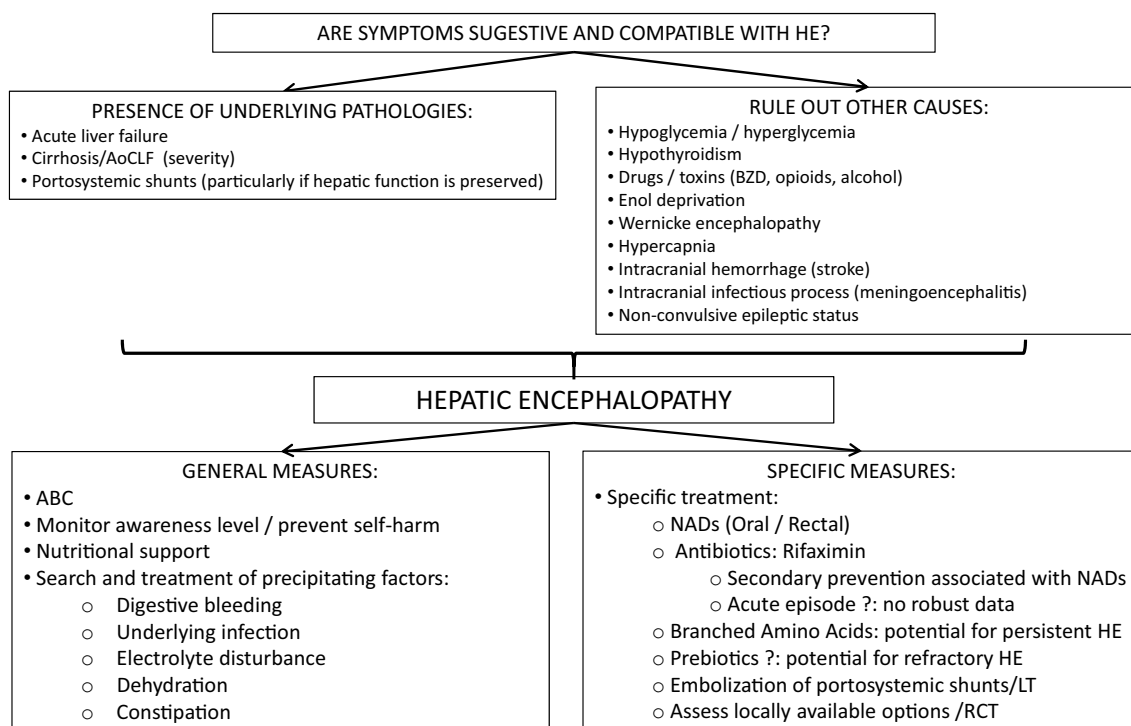 ARE SYMPTOMS SUGESTIVE AND COMPATIBLE WITH HE?
PRESENCE OF UNDERLYING PATHOLOGIES:
• Acute liver failure
• Cirrhosis/AoCLF (severity)
• Portosystemic shunts (particularly if hepatic function is preserved)
RULE OUT OTHER CAUSES:
• Hypoglycemia / hyperglycemia
• Hypothyroidism
• Drugs / toxins (BZD, opioids, alcohol)
• Enol deprivation
• Wernicke encephalopathy
• Hypercapnia
• Intracranial hemorrhage (stroke)
• Intracranial infectious process (meningoencephalitis)
• Non-convulsive epileptic status
HEPATIC ENCEPHALOPATHY
GENERAL MEASURES:
• ABC
• Monitor awareness level / prevent self-harm
• Nutritional support
• Search and treatment of precipitating factors:
o Digestive bleeding
o Underlying infection
o Electrolyte disturbance
o Dehydration
o Constipation
SPECIFIC MEASURES:
• Specific treatment:
o NADs (Oral / Rectal)
o Antibiotics: Rifaximin
o Secondary prevention associated with NADs
o Acute episode ?: no robust data
o Branched Amino Acids: potential for persistent HE
o Prebiotics ?: potential for refractory HE
o Embolization of portosystemic shunts/LT
o Assess locally available options /RCT